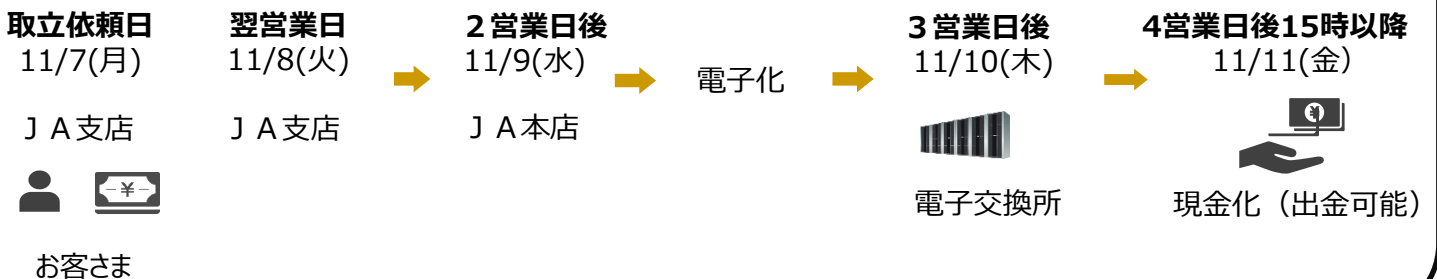 取立依頼日
11/7(月)
ＪＡ支店
お客さま
翌営業日
11/8(火)
ＪＡ支店
２営業日後
11/9(水)
ＪＡ本店
電子化
３営業日後
11/10(木)
電子交換所
4営業日後15時以降
11/11(金）
現金化（出金可能）